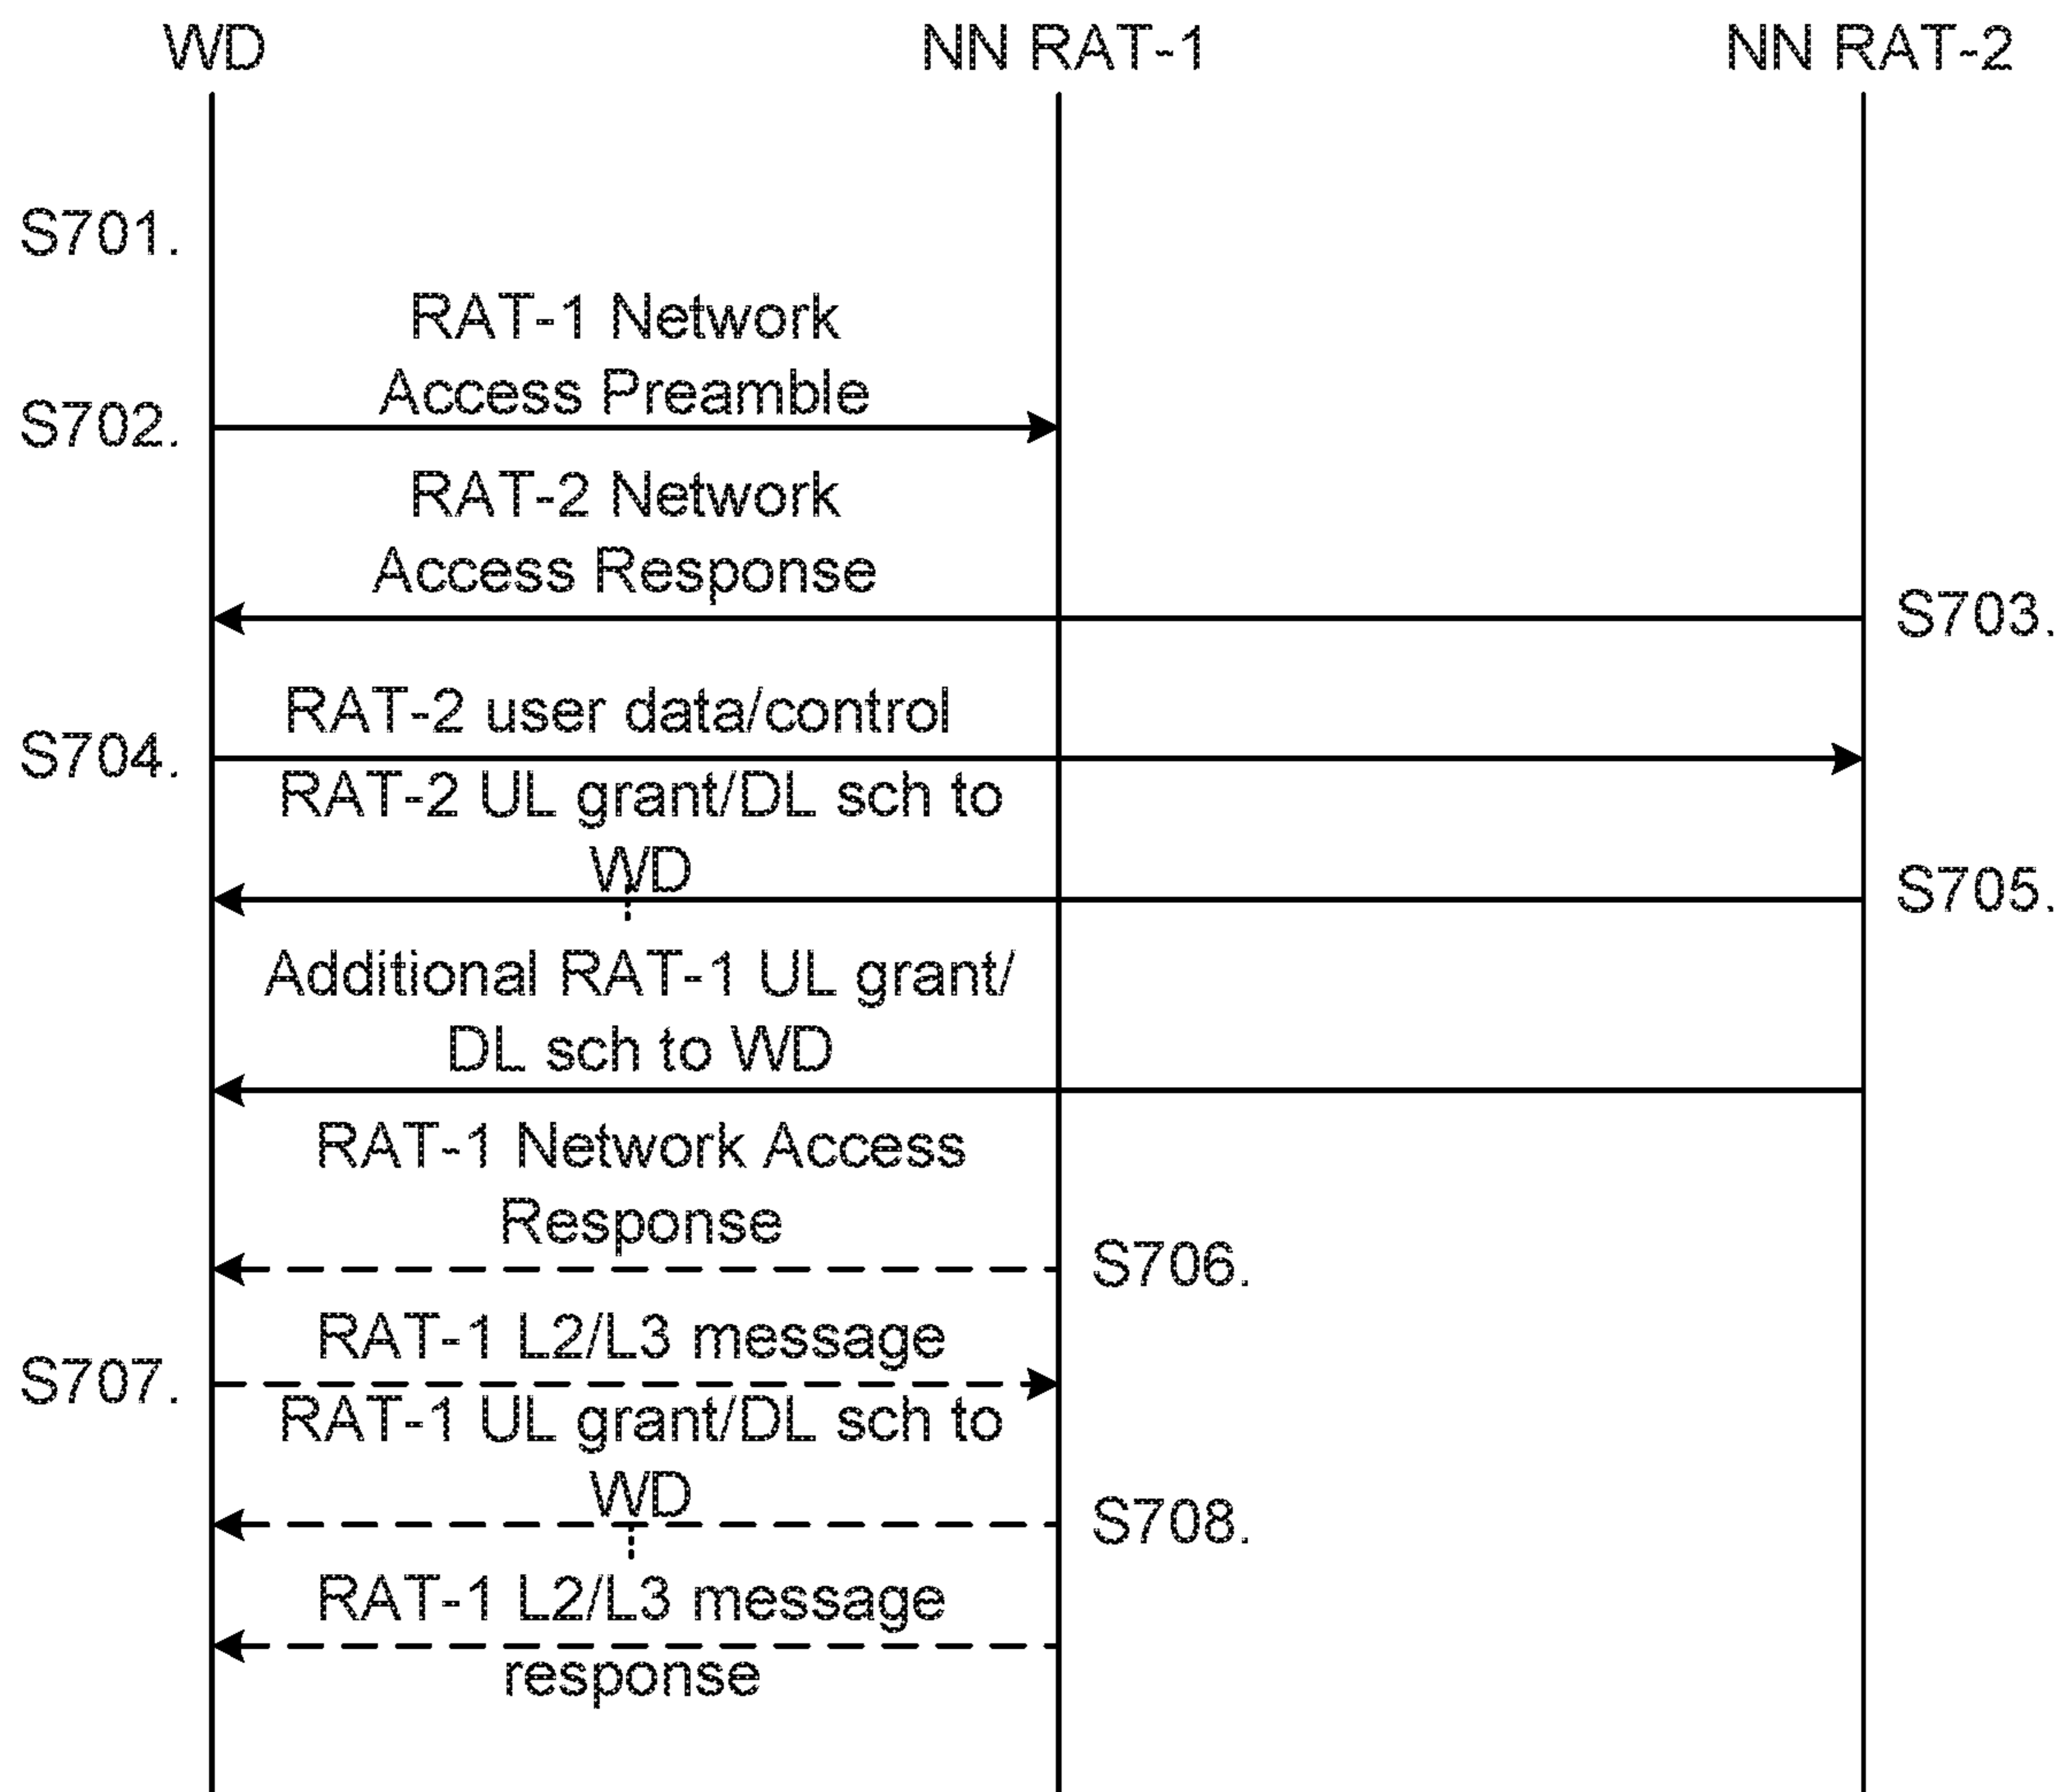 WD
NN RAT-1
NN RAT-2
S701.
RAT-1 Network
Access Preamble
S702.
RAT-2 Network
Access Response
S703.
RAT-2 user data/control
S704.
RAT-2 UL grant/DL sch to
WD
S705.
Additional RAT-1 UL grant/
DL sch to WD
RAT-1 Network Access
Response
S706.
RAT-1 L2/L3 message
S707.
RAT-1 UL grant/DL sch to
WD
S708.
RAT-1 L2/L3 message
response